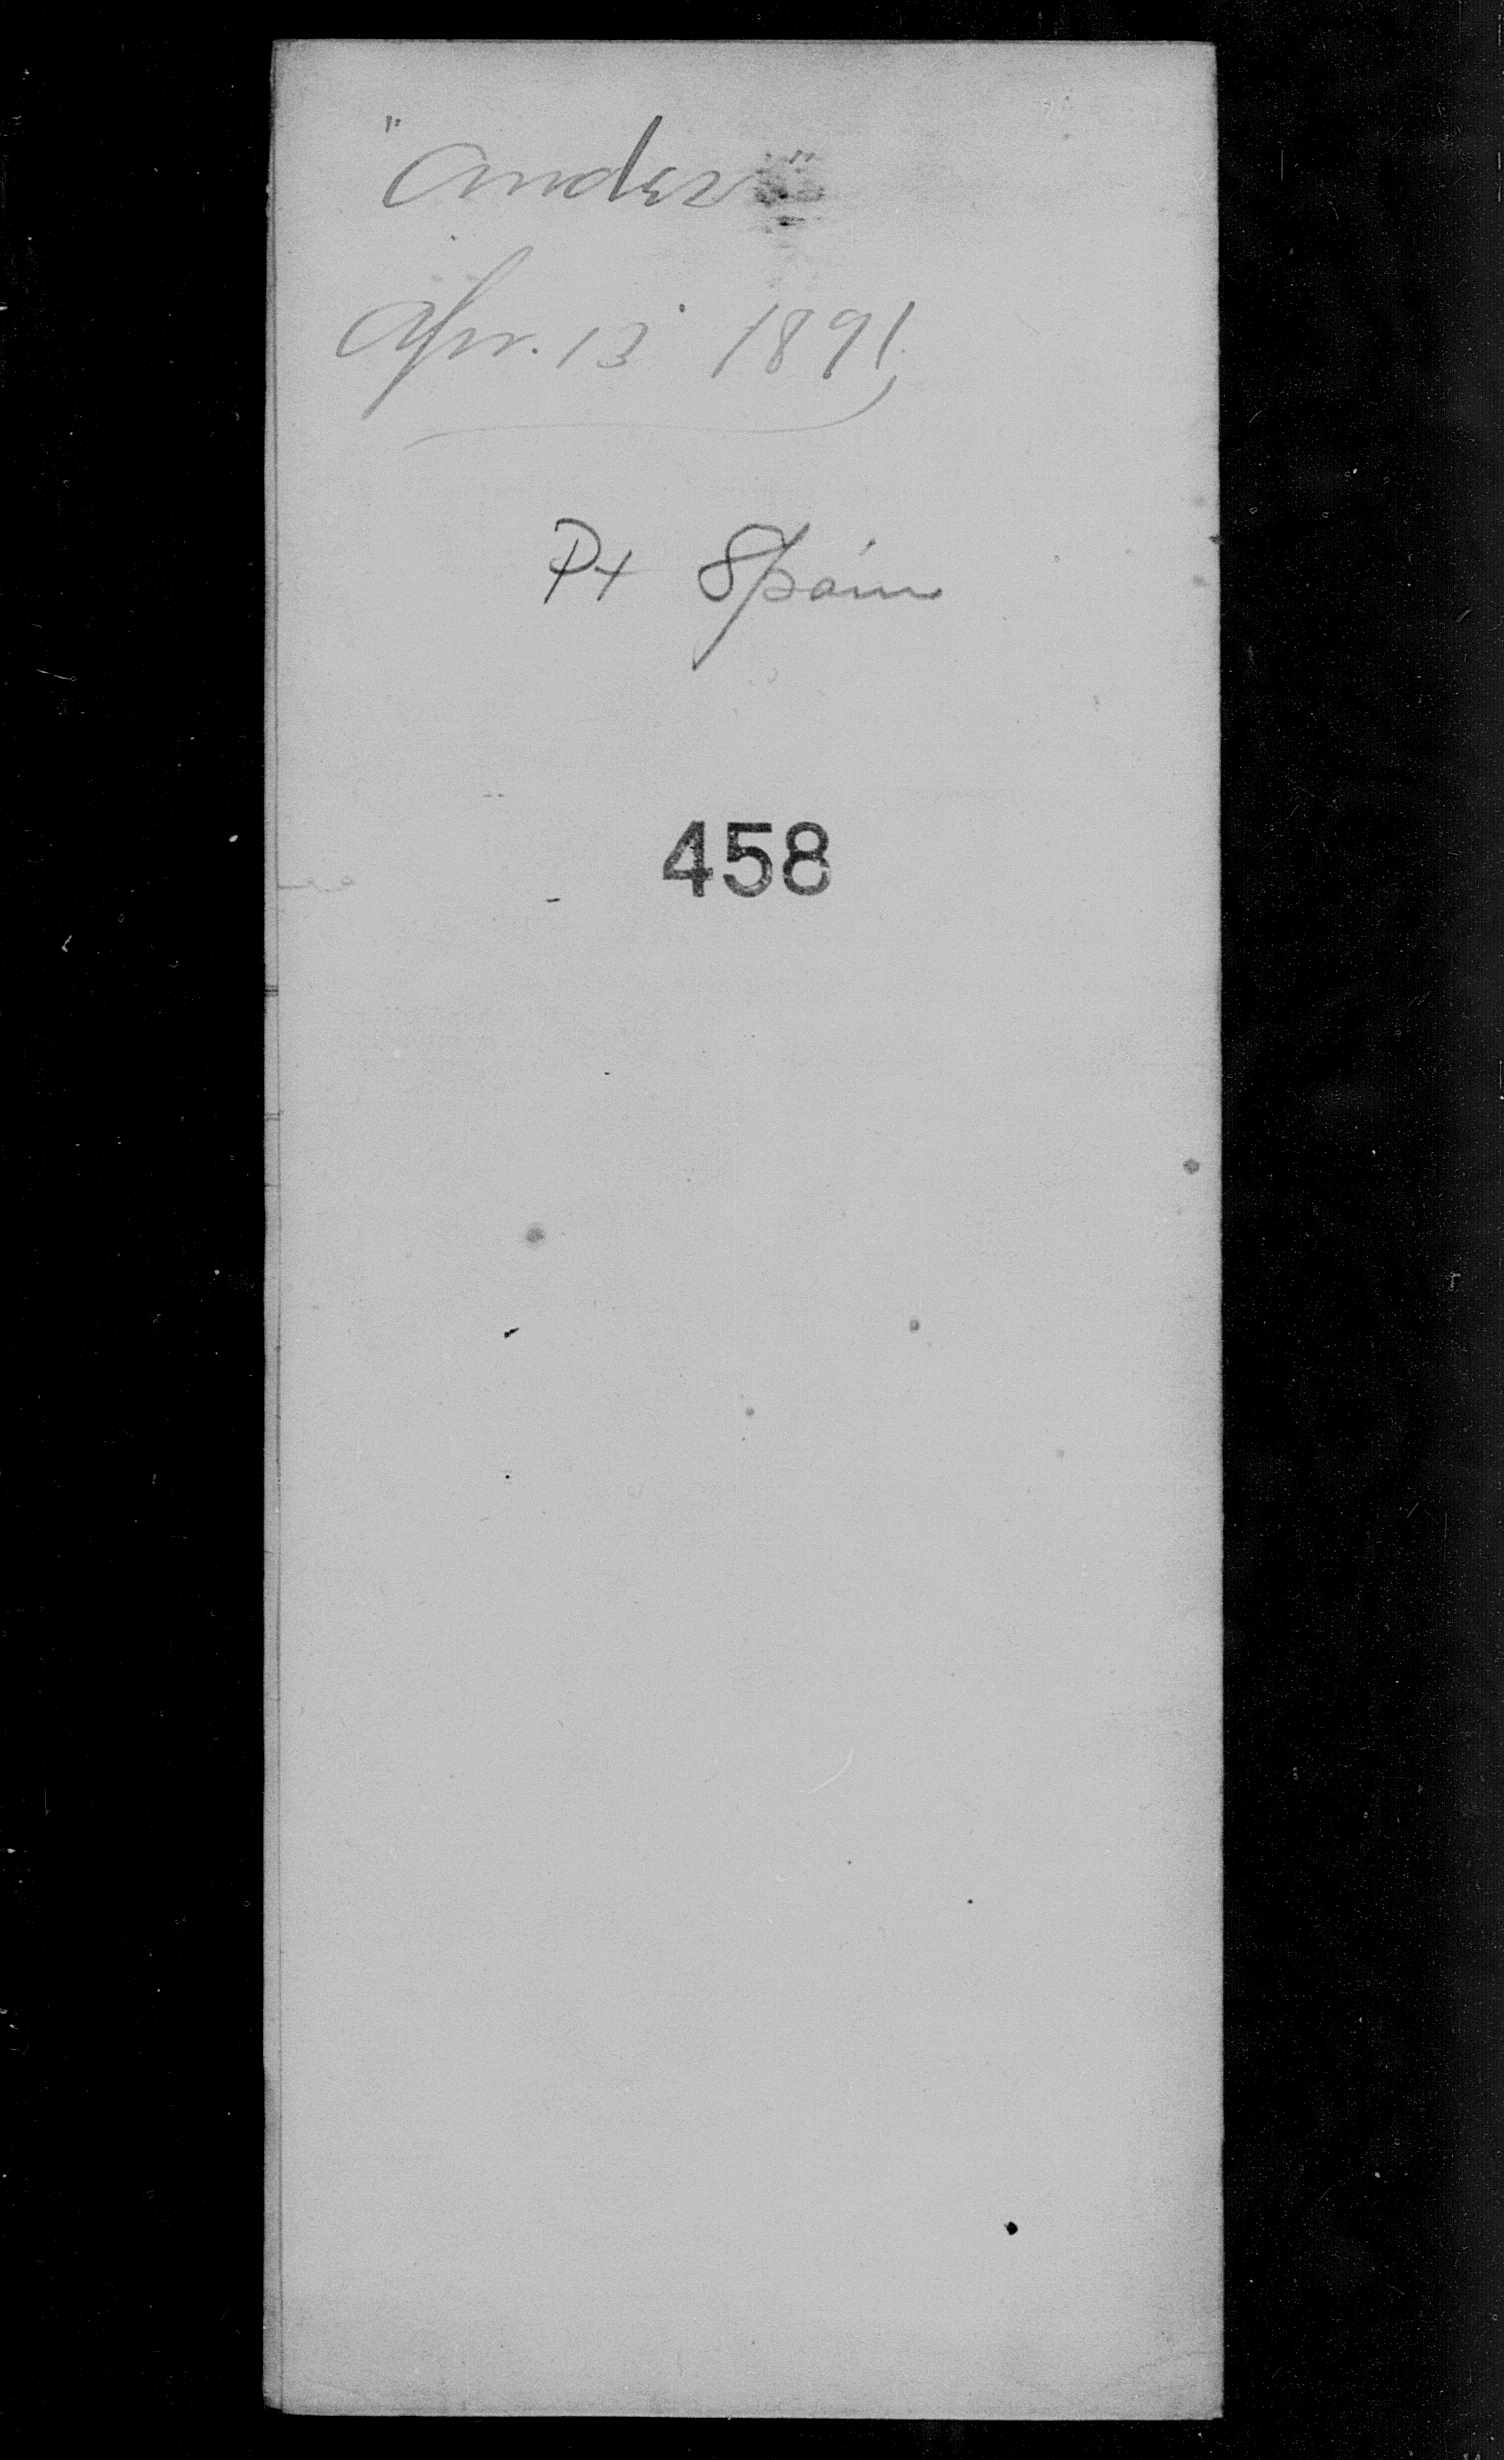 "Andes"
Apr. 13 1891
Pt Spain
458